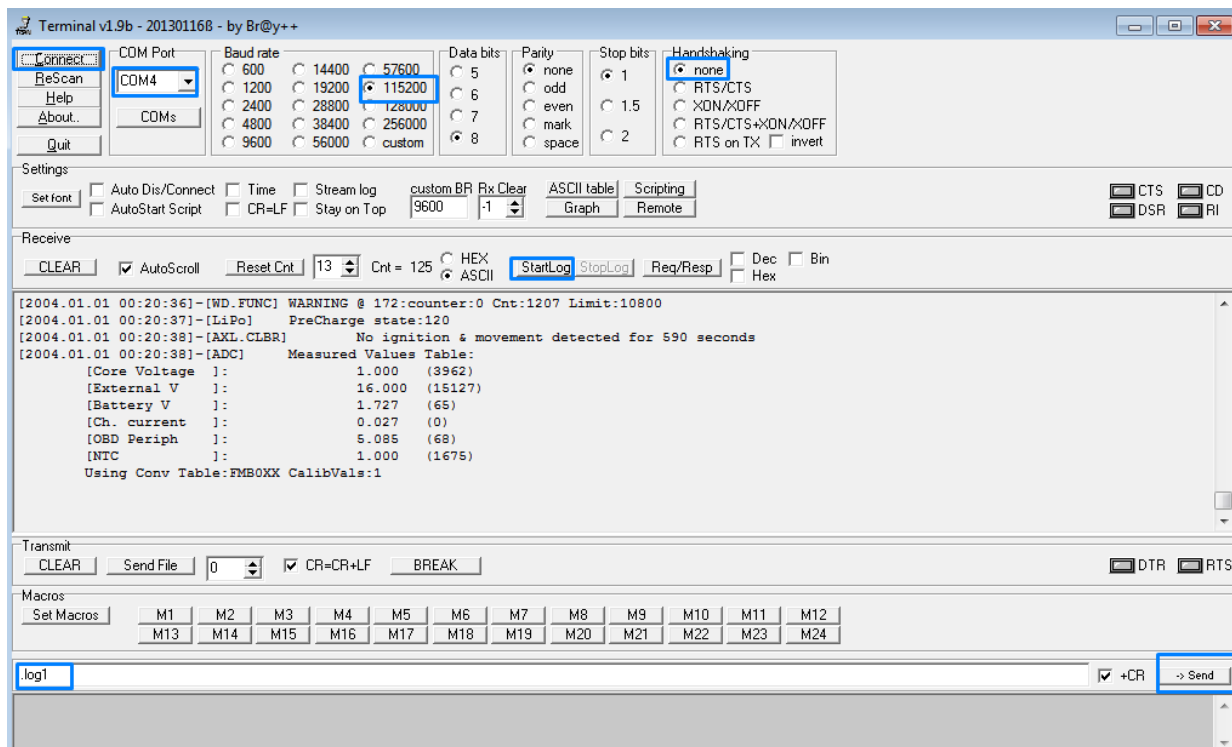 Terminal v1.9b - 20130116ß - by Br@y++
Connect
ReScan
Help
About..
Quit
COM Port
COM4
COMs
Baud rate
600 14400 57600
1200 19200 115200
2400 28800 128000
4800 38400 256000
9600 56000 custom
Data bits
5
6
7
8
Parity
none
odd
even
mark
space
Stop bits
1
1.5
2
Handshaking
none
RTS/CTS
XON/XOFF
RTS/CTS+XON/XOFF
RTS on TX invert
Settings
Set font
Auto Dis/Connect Time Stream log
AutoStart Script CR=LF Stay on Top
custom BR Rx Clear
9600 -1
ASCII table Scripting
Graph Remote
CTS CD
DSR RI
Receive
CLEAR AutoScroll Reset Cnt 13 Cnt = 125
HEX
ASCII
StartLog StopLog Req/Resp
Dec Bin
Hex
[2004.01.01 00:20:36]-[WD.FUNC] WARNING @ 172:counter:0 Cnt:1207 Limit:10800
[2004.01.01 00:20:37]-[LiPo] PreCharge state:120
[2004.01.01 00:20:38]-[AXL.CLBR] No ignition & movement detected for 590 seconds
[2004.01.01 00:20:38]-[ADC] Measured Values Table:
[Core Voltage ]: 1.000 (3962)
[External V ]: 16.000 (15127)
[Battery V ]: 1.727 (65)
[Ch. current ]: 0.027 (0)
[OBD Periph ]: 5.085 (68)
[NTC ]: 1.000 (1675)
Using Conv Table:FMB0XX CalibVals:1
Transmit
CLEAR Send File 0 CR=CR+LF BREAK
DTR RTS
Macros
Set Macros M1 M2 M3 M4 M5 M6 M7 M8 M9 M10 M11 M12
M13 M14 M15 M16 M17 M18 M19 M20 M21 M22 M23 M24
.log1 +CR -> Send